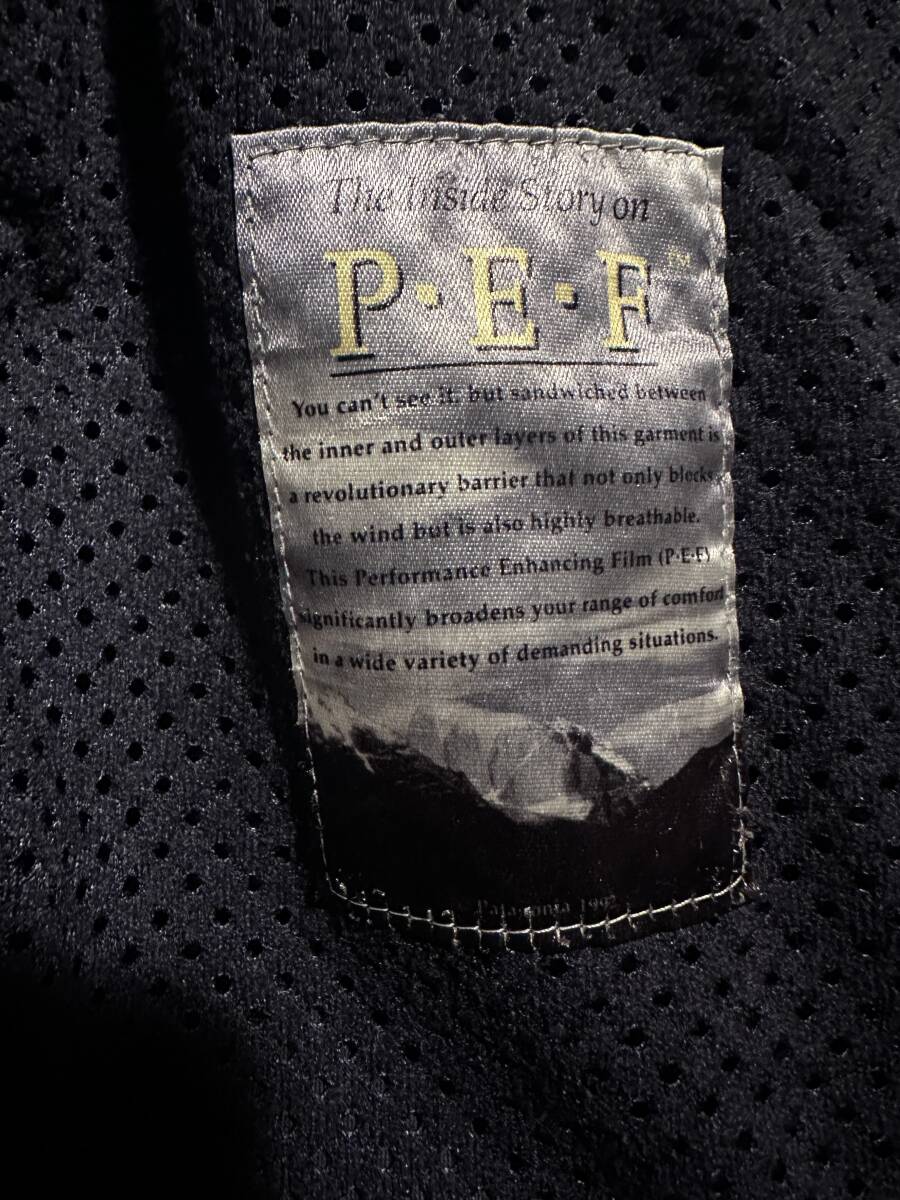 The Inside Story on
P·E·F™
You can't see it, but sandwiched between
the inner and outer layers of this garment is
a revolutionary barrier that not only blocks
the wind but is also highly breathable.
This Performance Enhancing Film (P·E·F)
significantly broadens your range of comfort
in a wide variety of demanding situations.
Patagonia